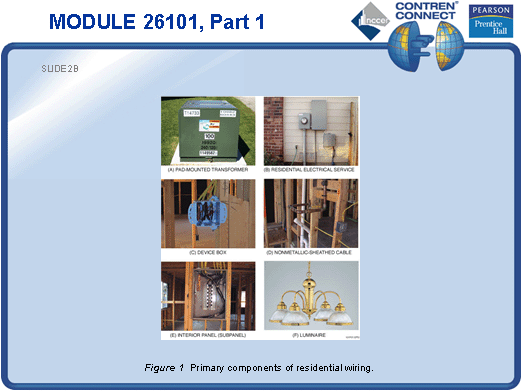 MODULE 26101, Part 1
nccer
CONTREN®
CONNECT
PEARSON
Prentice
Hall
SLIDE 2B
T14783
100
(A) PAD-MOUNTED TRANSFORMER
(B) RESIDENTIAL ELECTRICAL SERVICE
(C) DEVICE BOX
(D) NONMETALLIC-SHEATHED CABLE
(E) INTERIOR PANEL (SUBPANEL)
(F) LUMINAIRE
Figure 1 Primary components of residential wiring.